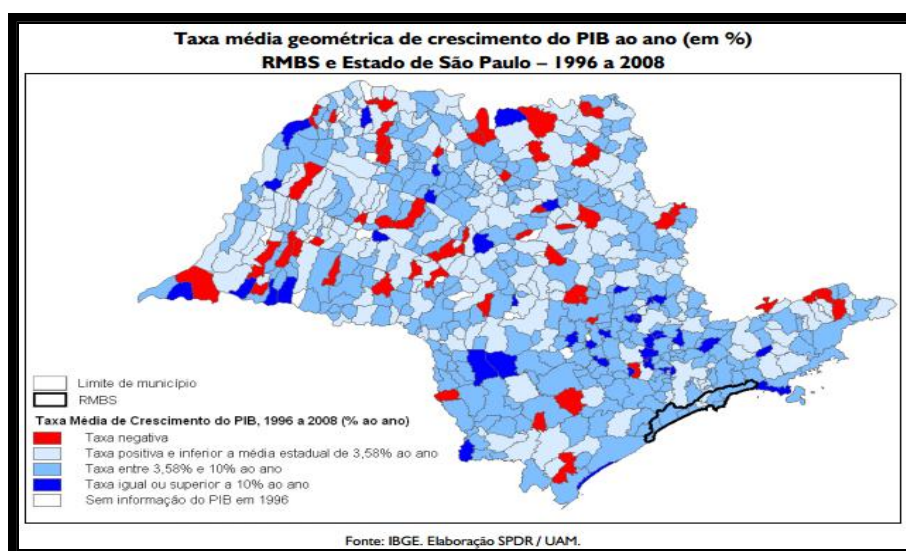 Taxa média geométrica de crescimento do PIB ao ano (em %)
RMBS e Estado de São Paulo – 1996 a 2008
Limite de município
RMBS
Taxa Média de Crescimento do PIB, 1996 a 2008 (% ao ano)
Taxa negativa
Taxa positiva e inferior a média estadual de 3,58% ao ano
Taxa entre 3,58% e 10% ao ano
Taxa igual ou superior a 10% ao ano
Sem informação do PIB em 1996
Fonte: IBGE. Elaboração SPDR / UAM.